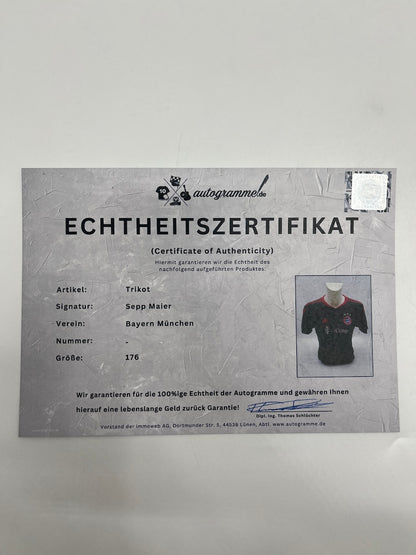 10
autogramme.de
ECHTHEITSZERTIFIKAT
(Certificate of Authenticity)
Hiermit garantieren wir die Echtheit des
nachfolgend aufgeführten Produktes:
Artikel: Trikot
Signatur: Sepp Maier
Verein: Bayern München
Nummer: -
Größe: 176
Wir garantieren für die 100%ige Echtheit der Autogramme und gewähren Ihnen
hierauf eine lebenslange Geld zurück Garantie!
Dipl. Ing. Thomas Schlüchter
Vorstand der immoweb AG, Dortmunder Str. 5, 44536 Lünen, Abtl. www.autogramme.de